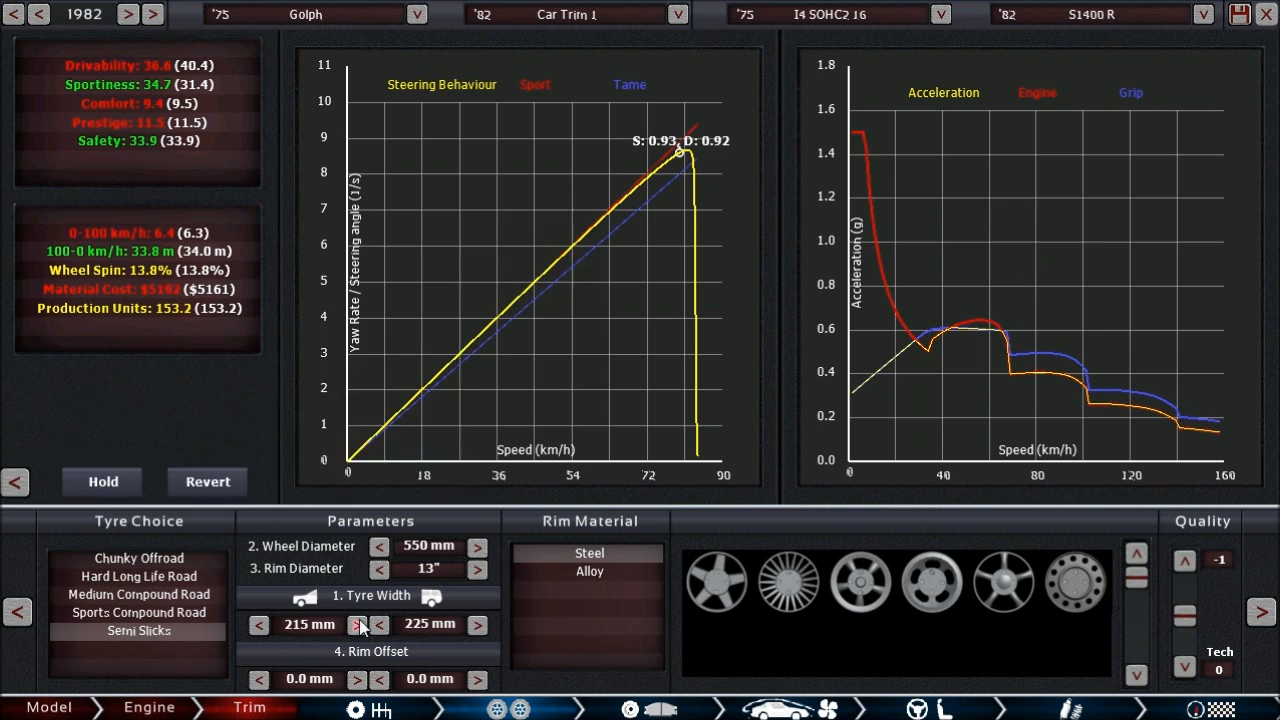 < < 1982 > > '75 Golph v '82 Car Trim 1 v '75 I4 SOHC2 16 v '82 S1400 R v X
Drivability: 36.6 (40.4)
Sportiness: 34.7 (31.4)
Comfort: 9.4 (9.5)
Prestige: 11.5 (11.5)
Safety: 33.9 (33.9)
0-100 km/h: 6.4 (6.3)
100-0 km/h: 33.8 m (34.0 m)
Wheel Spin: 13.8% (13.8%)
Material Cost: $5192 ($5161)
Production Units: 153.2 (153.2)
< Hold Revert
Steering Behaviour Sport Tame
S: 0.93, D: 0.92
11
10
9
8
7
6
5
4
3
2
1
0
Yaw Rate / Steering angle (1/s)
Speed (km/h)
0 18 36 54 72 90
Acceleration Engine Grip
1.8
1.6
1.4
1.2
1.0
0.8
0.6
0.4
0.2
0.0
Acceleration (g)
Speed (km/h)
0 40 80 120 160
Tyre Choice
Chunky Offroad
Hard Long Life Road
Medium Compound Road
Sports Compound Road
Semi Slicks
Parameters
2. Wheel Diameter < 550 mm >
3. Rim Diameter < 13" >
1. Tyre Width
< 215 mm > < 225 mm >
4. Rim Offset
< 0.0 mm > < 0.0 mm >
Rim Material
Steel
Alloy
Quality
-1
Tech
0
< >
Model Engine Trim